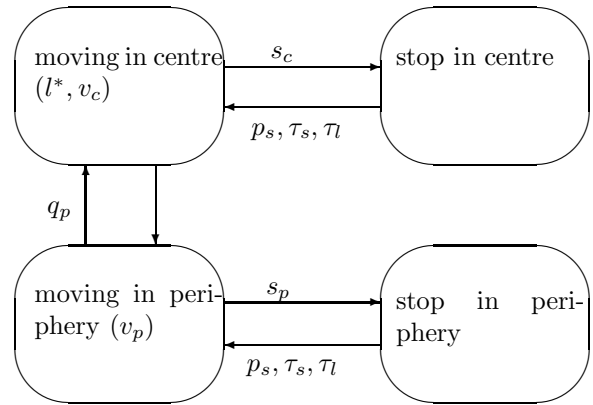 moving in centre
(l*, v_c)
s_c
stop in centre
p_s, τ_s, τ_l
q_p
moving in peri-
phery (v_p)
s_p
stop in peri-
phery
p_s, τ_s, τ_l